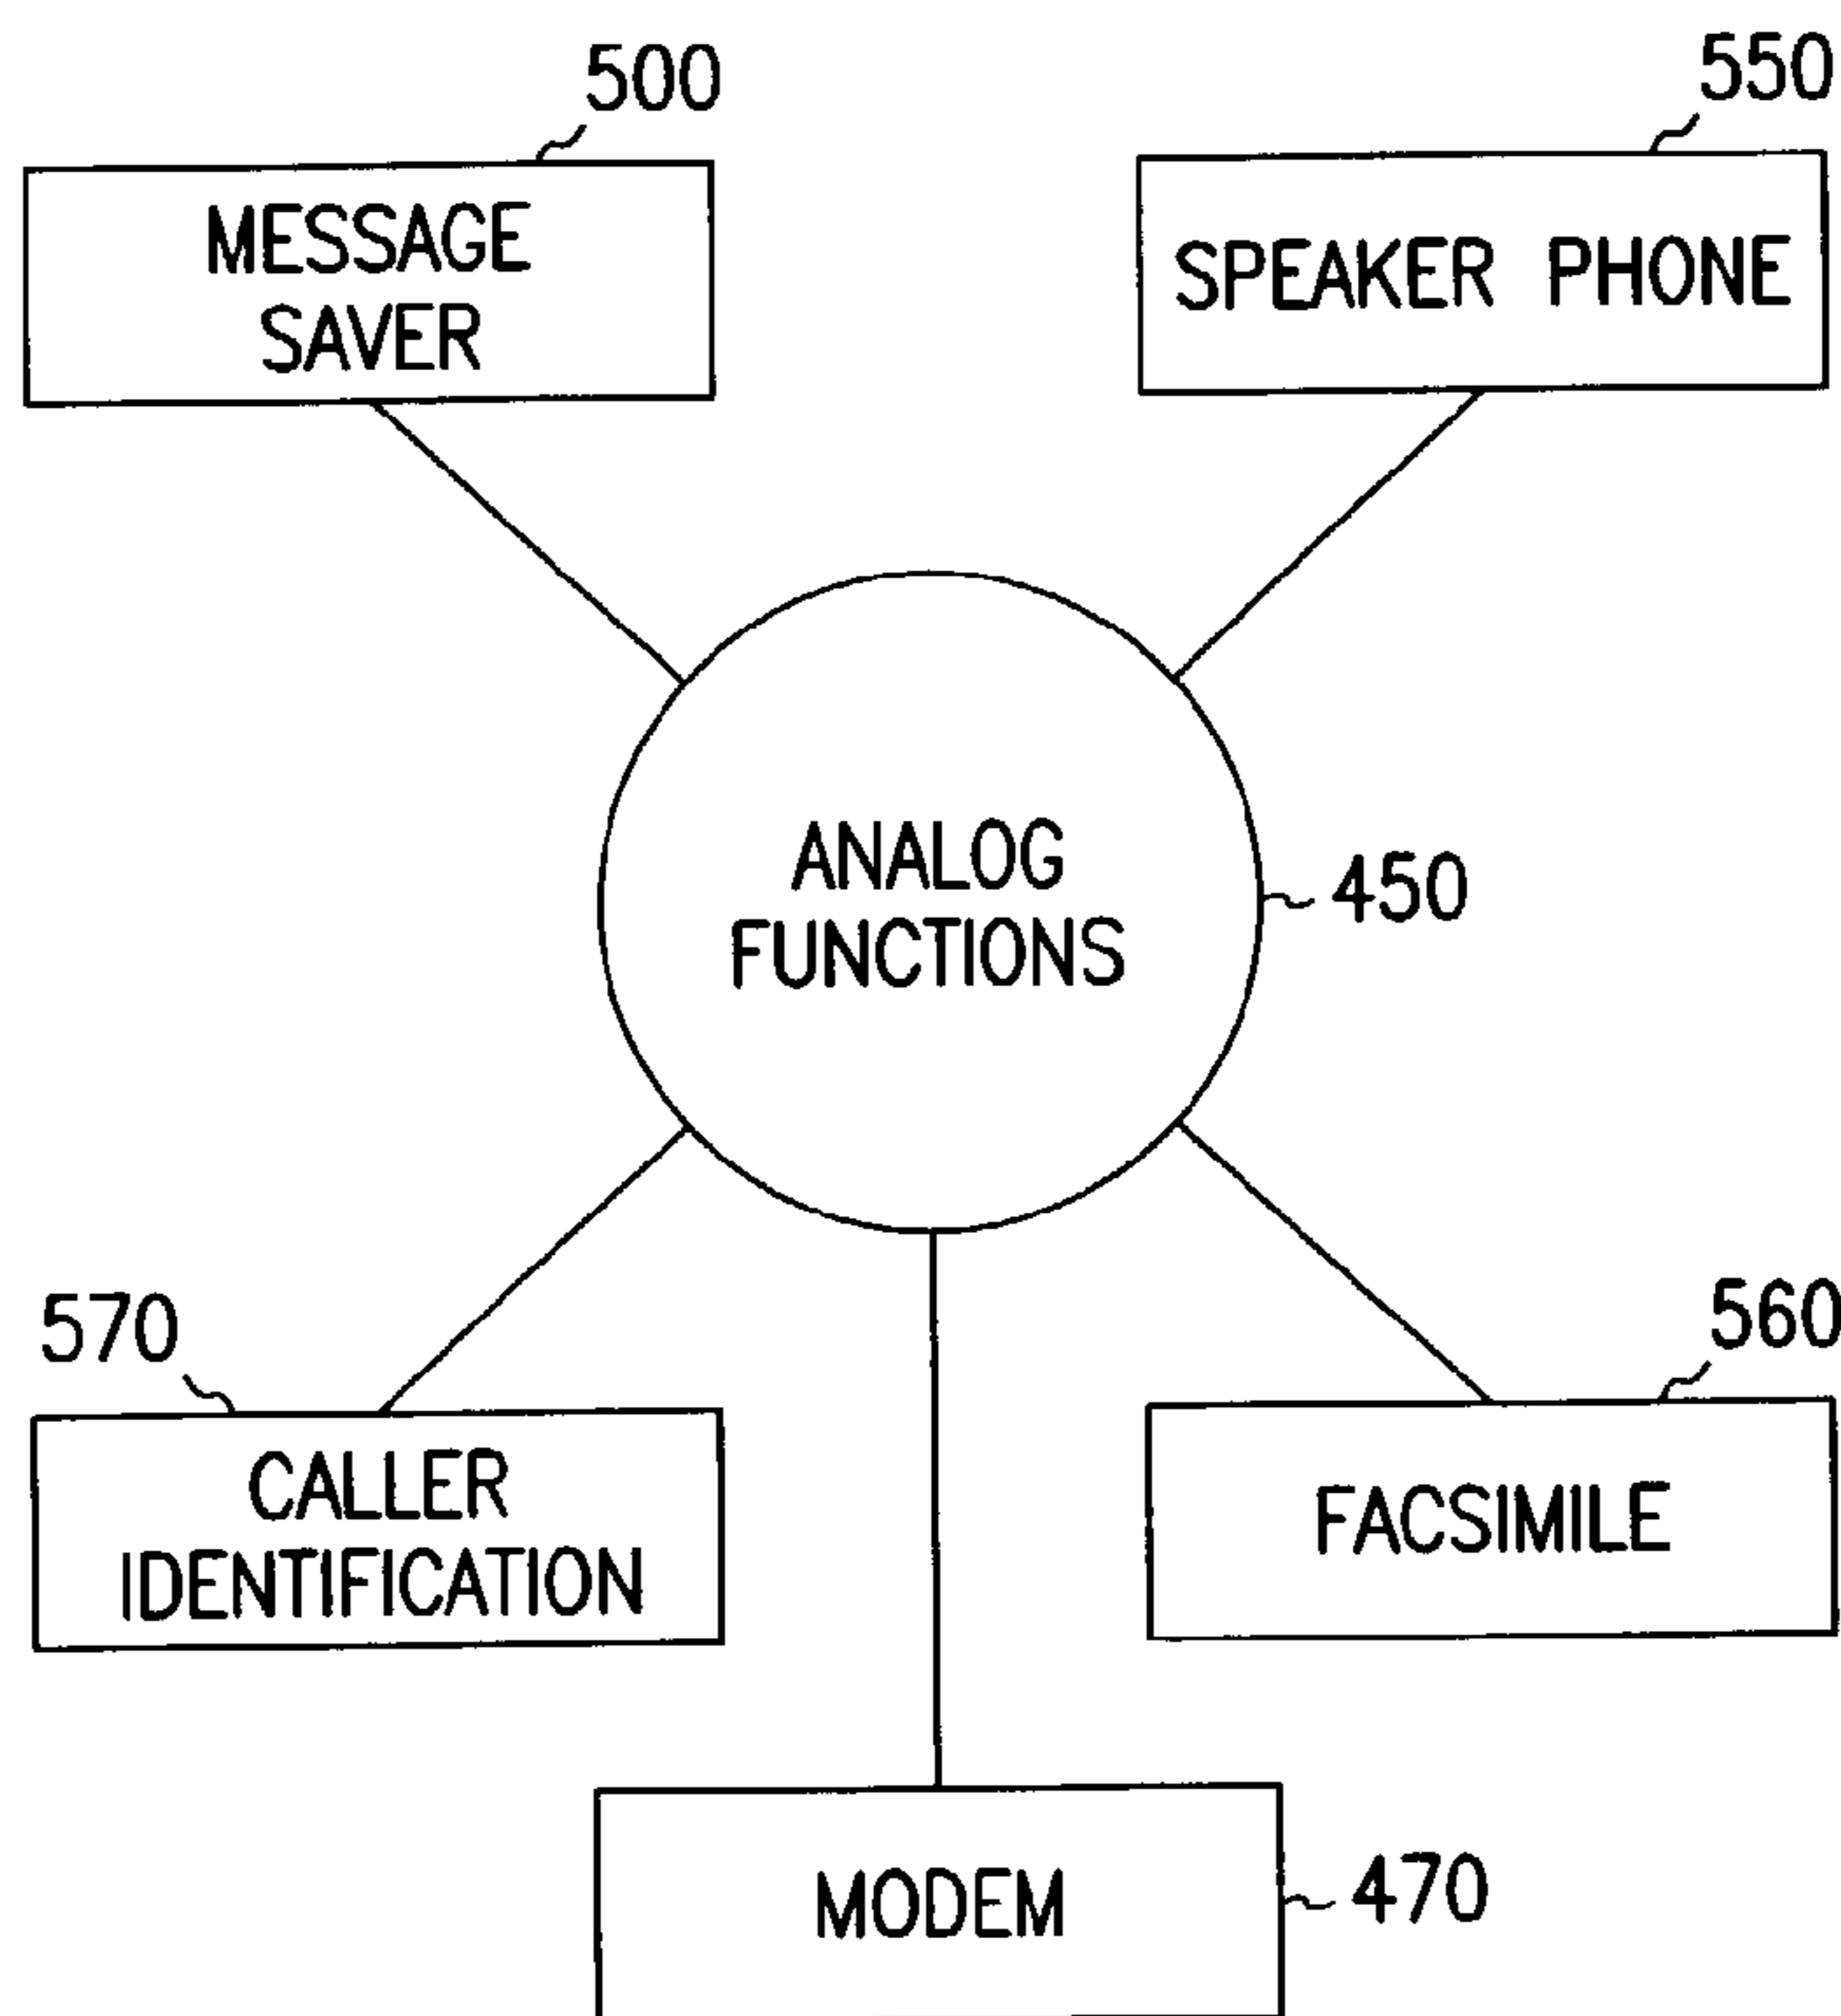 500
MESSAGE
SAVER
550
SPEAKER PHONE
ANALOG
FUNCTIONS
450
570
CALLER
IDENTIFICATION
560
FACSIMILE
MODEM
470